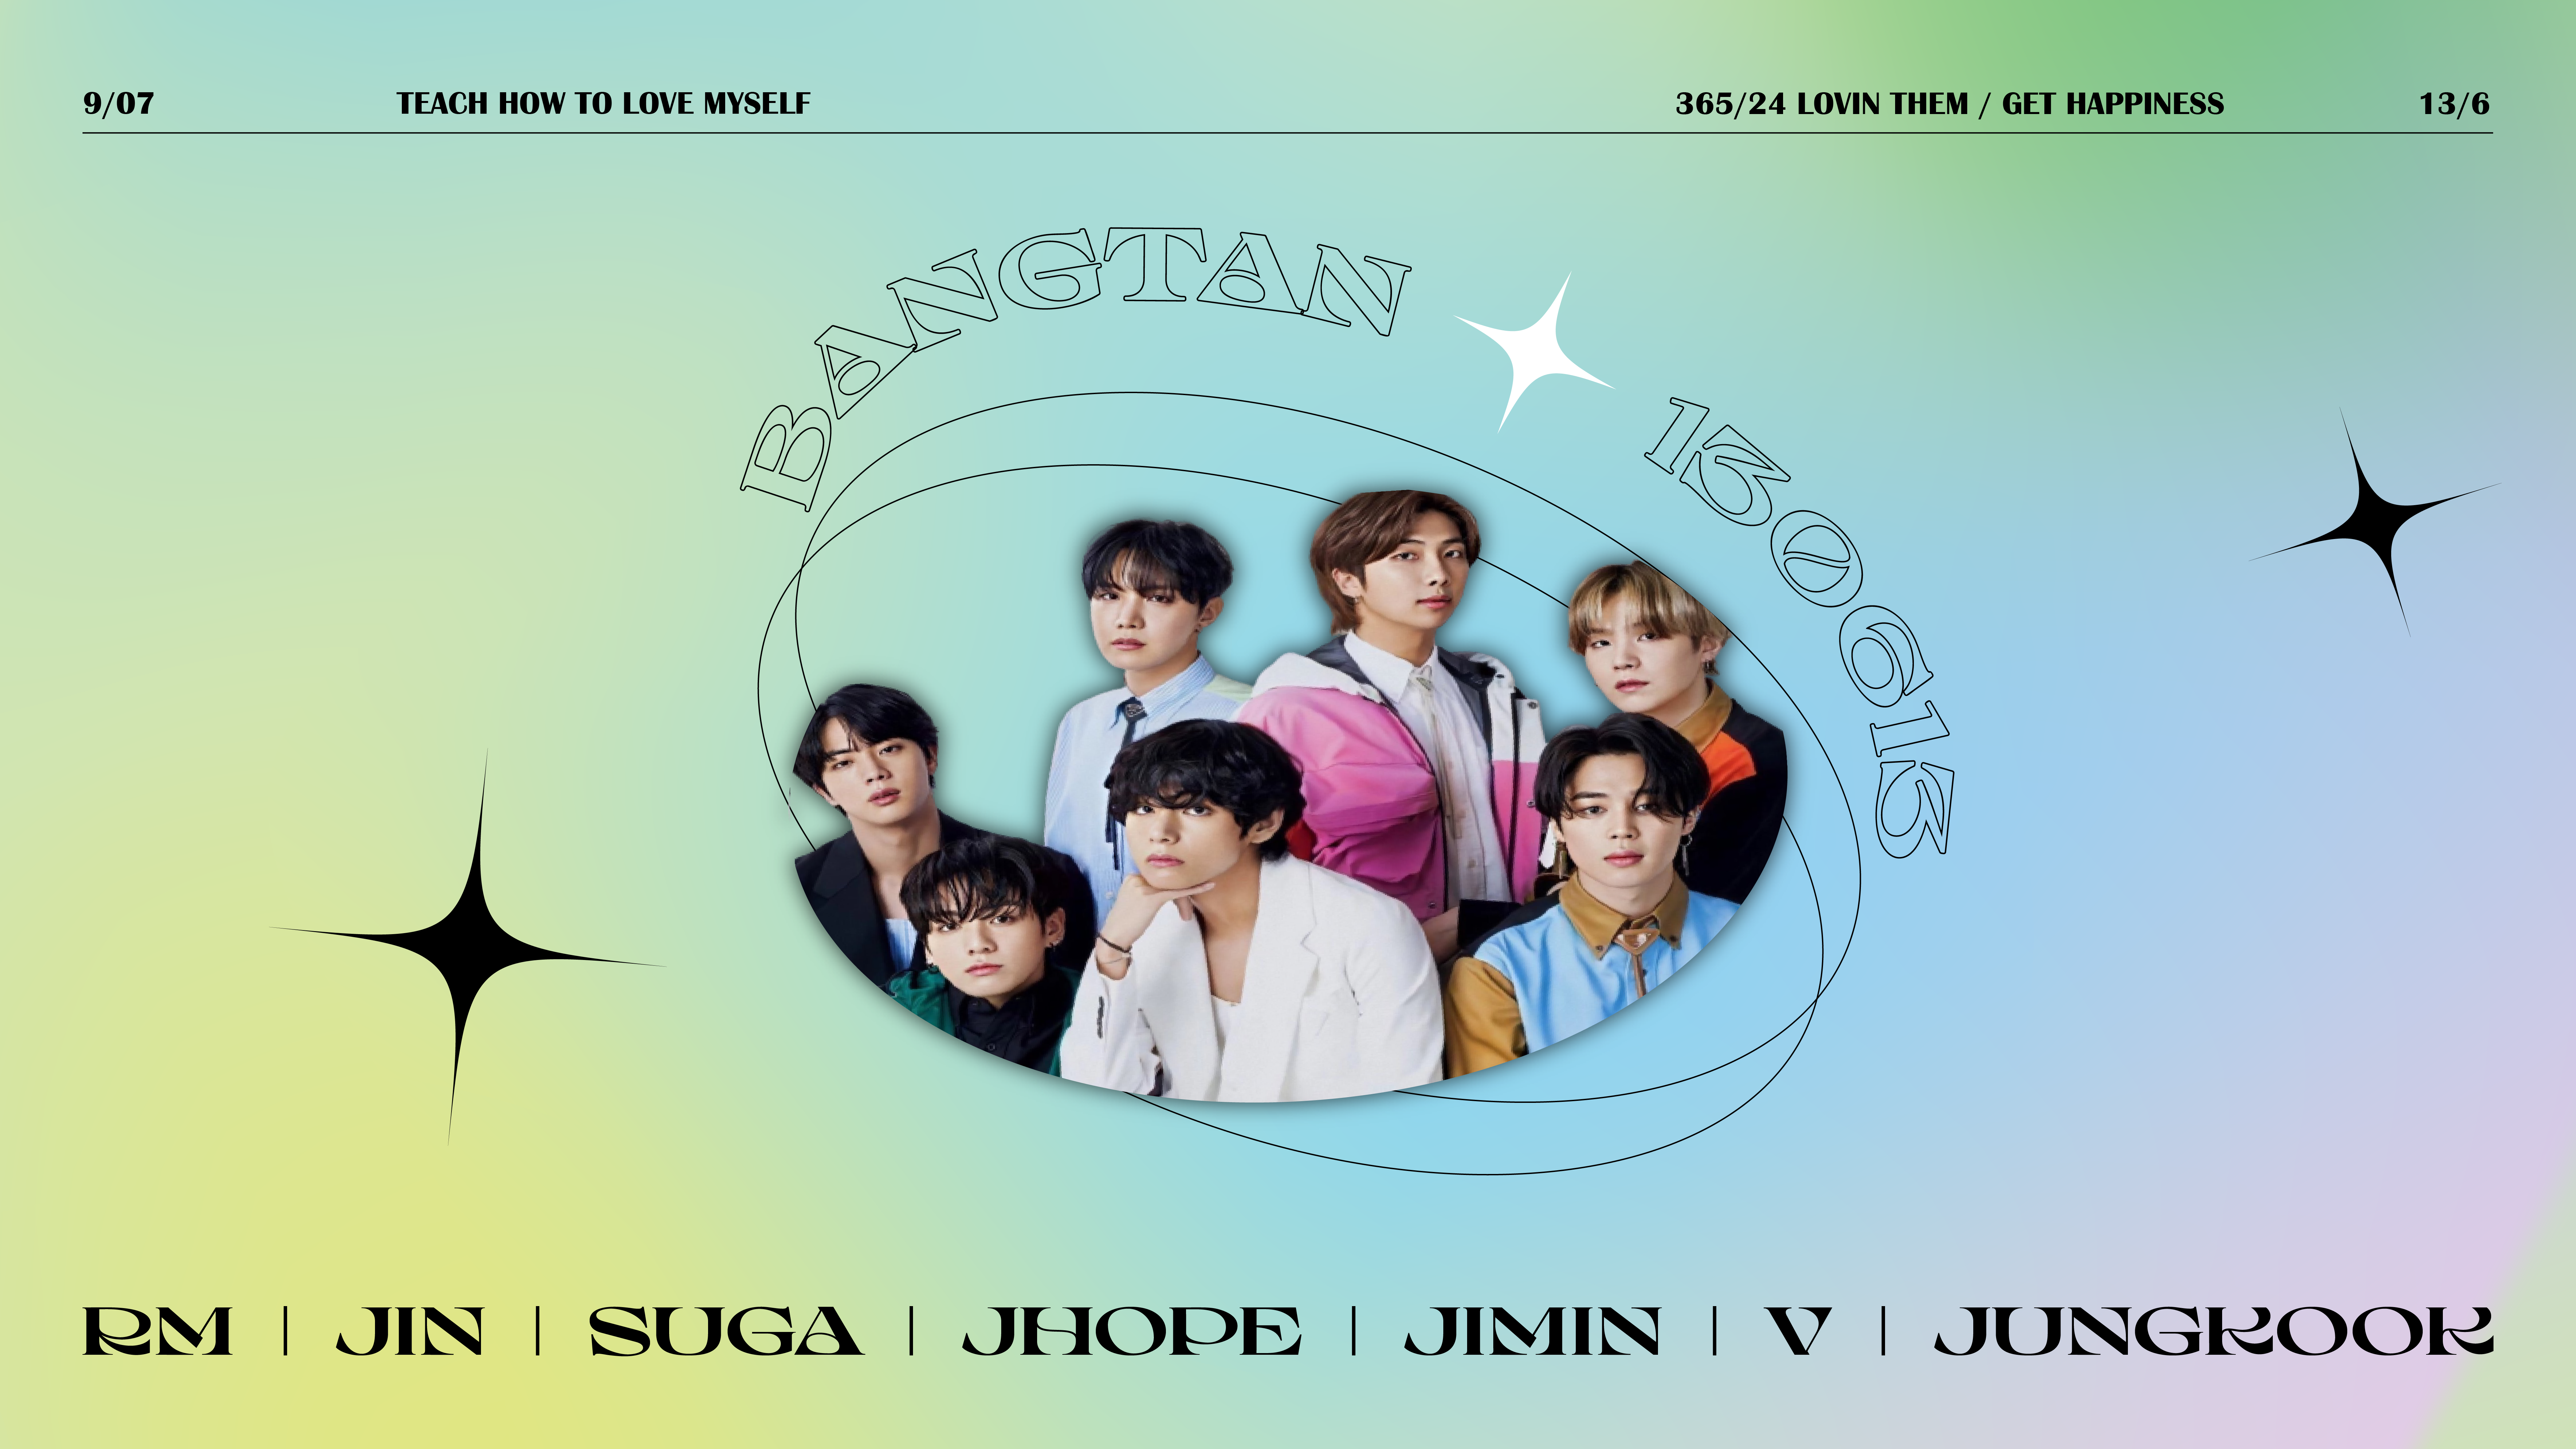 9/07 TEACH HOW TO LOVE MYSELF 365/24 LOVIN THEM / GET HAPPINESS 13/6
BANGTAN 130613
RM | JIN | SUGA | JHOPE | JIMIN | V | JUNGKOOK